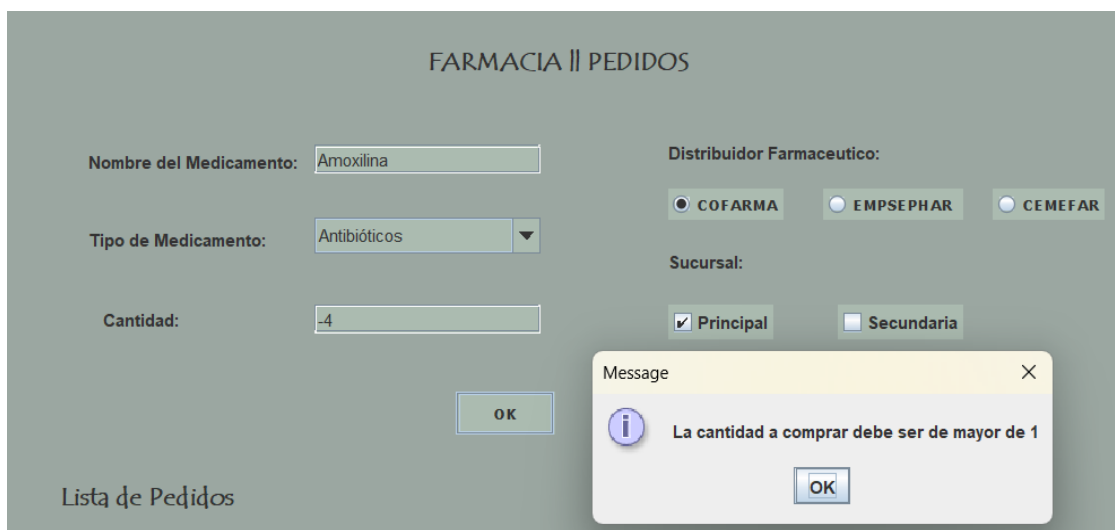 FARMACIA || PEDIDOS
Nombre del Medicamento: Amoxilina
Distribuidor Farmaceutico:
COFARMA EMPSEPHAR CEMEFAR
Tipo de Medicamento: Antibióticos
Sucursal:
Cantidad: -4
Principal Secundaria
OK
Message
La cantidad a comprar debe ser de mayor de 1
OK
Lista de Pedidos